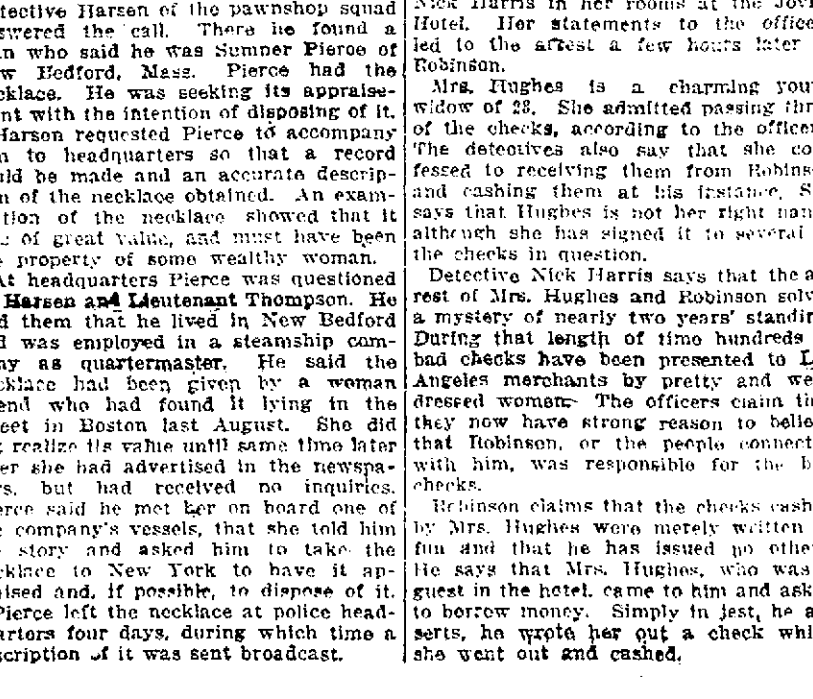 tective Harsen of the pawnshop squad
swered the call. There he found a
n who said he was Sumner Pierce of
w Bedford, Mass. Pierce had the
cklace. He was seeking its appraise-
nt with the intention of disposing of it.
Harson requested Pierce to accompany
m to headquarters so that a record
uld be made and an accurate descrip-
n of the necklace obtained. An exam-
tion of the necklace showed that it
of great value, and must have been
e property of some wealthy woman.
At headquarters Pierce was questioned
Harsen and Lieutenant Thompson. He
d them that he lived in New Bedford
d was employed in a steamship com-
ny as quartermaster. He said the
cklace had been given by a woman
end who had found it lying in the
eet in Boston last August. She did
t realize its value until same time later
er she had advertised in the newspa-
rs, but had received no inquiries.
erce said he met her on board one of
e company's vessels, that she told him
e story and asked him to take the
cklace to New York to have it ap-
ised and, if possible, to dispose of it.
Pierce left the necklace at police head-
arters four days, during which time a
scription of it was sent broadcast.
Nick Harris in her rooms at the Jov
Hotel. Her statements to the office
led to the arrest a few hours later
Robinson.
Mrs. Hughes is a charming you
widow of 28. She admitted passing thr
of the checks, according to the officer
The detectives also say that she co
fessed to receiving them from Robins
and cashing them at his instance. S
says that Hughes is not her right nam
although she has signed it to several
the checks in question.
Detective Nick Harris says that the a
rest of Mrs. Hughes and Robinson solv
a mystery of nearly two years' standin
During that length of time hundreds
bad checks have been presented to L
Angeles merchants by pretty and we
dressed women. The officers claim th
they now have strong reason to belie
that Robinson, or the people connect
with him, was responsible for the b
checks.
Robinson claims that the checks cash
by Mrs. Hughes were merely written
fun and that he has issued no othe
He says that Mrs. Hughes, who was
guest in the hotel, came to him and ask
to borrow money. Simply in jest, he a
serts, he wrote her out a check whi
she went out and cashed.